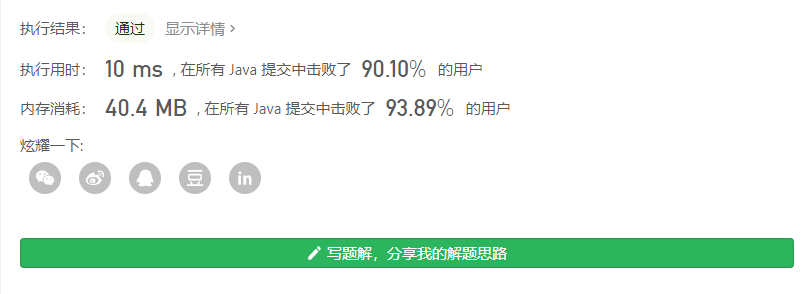 执行结果： 通过 显示详情 >
执行用时： 10 ms , 在所有 Java 提交中击败了 90.10% 的用户
内存消耗： 40.4 MB , 在所有 Java 提交中击败了 93.89% 的用户
炫耀一下:
豆 in
写题解，分享我的解题思路